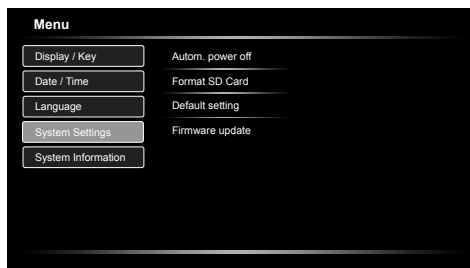 Menu
Display / Key
Autom. power off
Date / Time
Format SD Card
Language
Default setting
System Settings
Firmware update
System Information